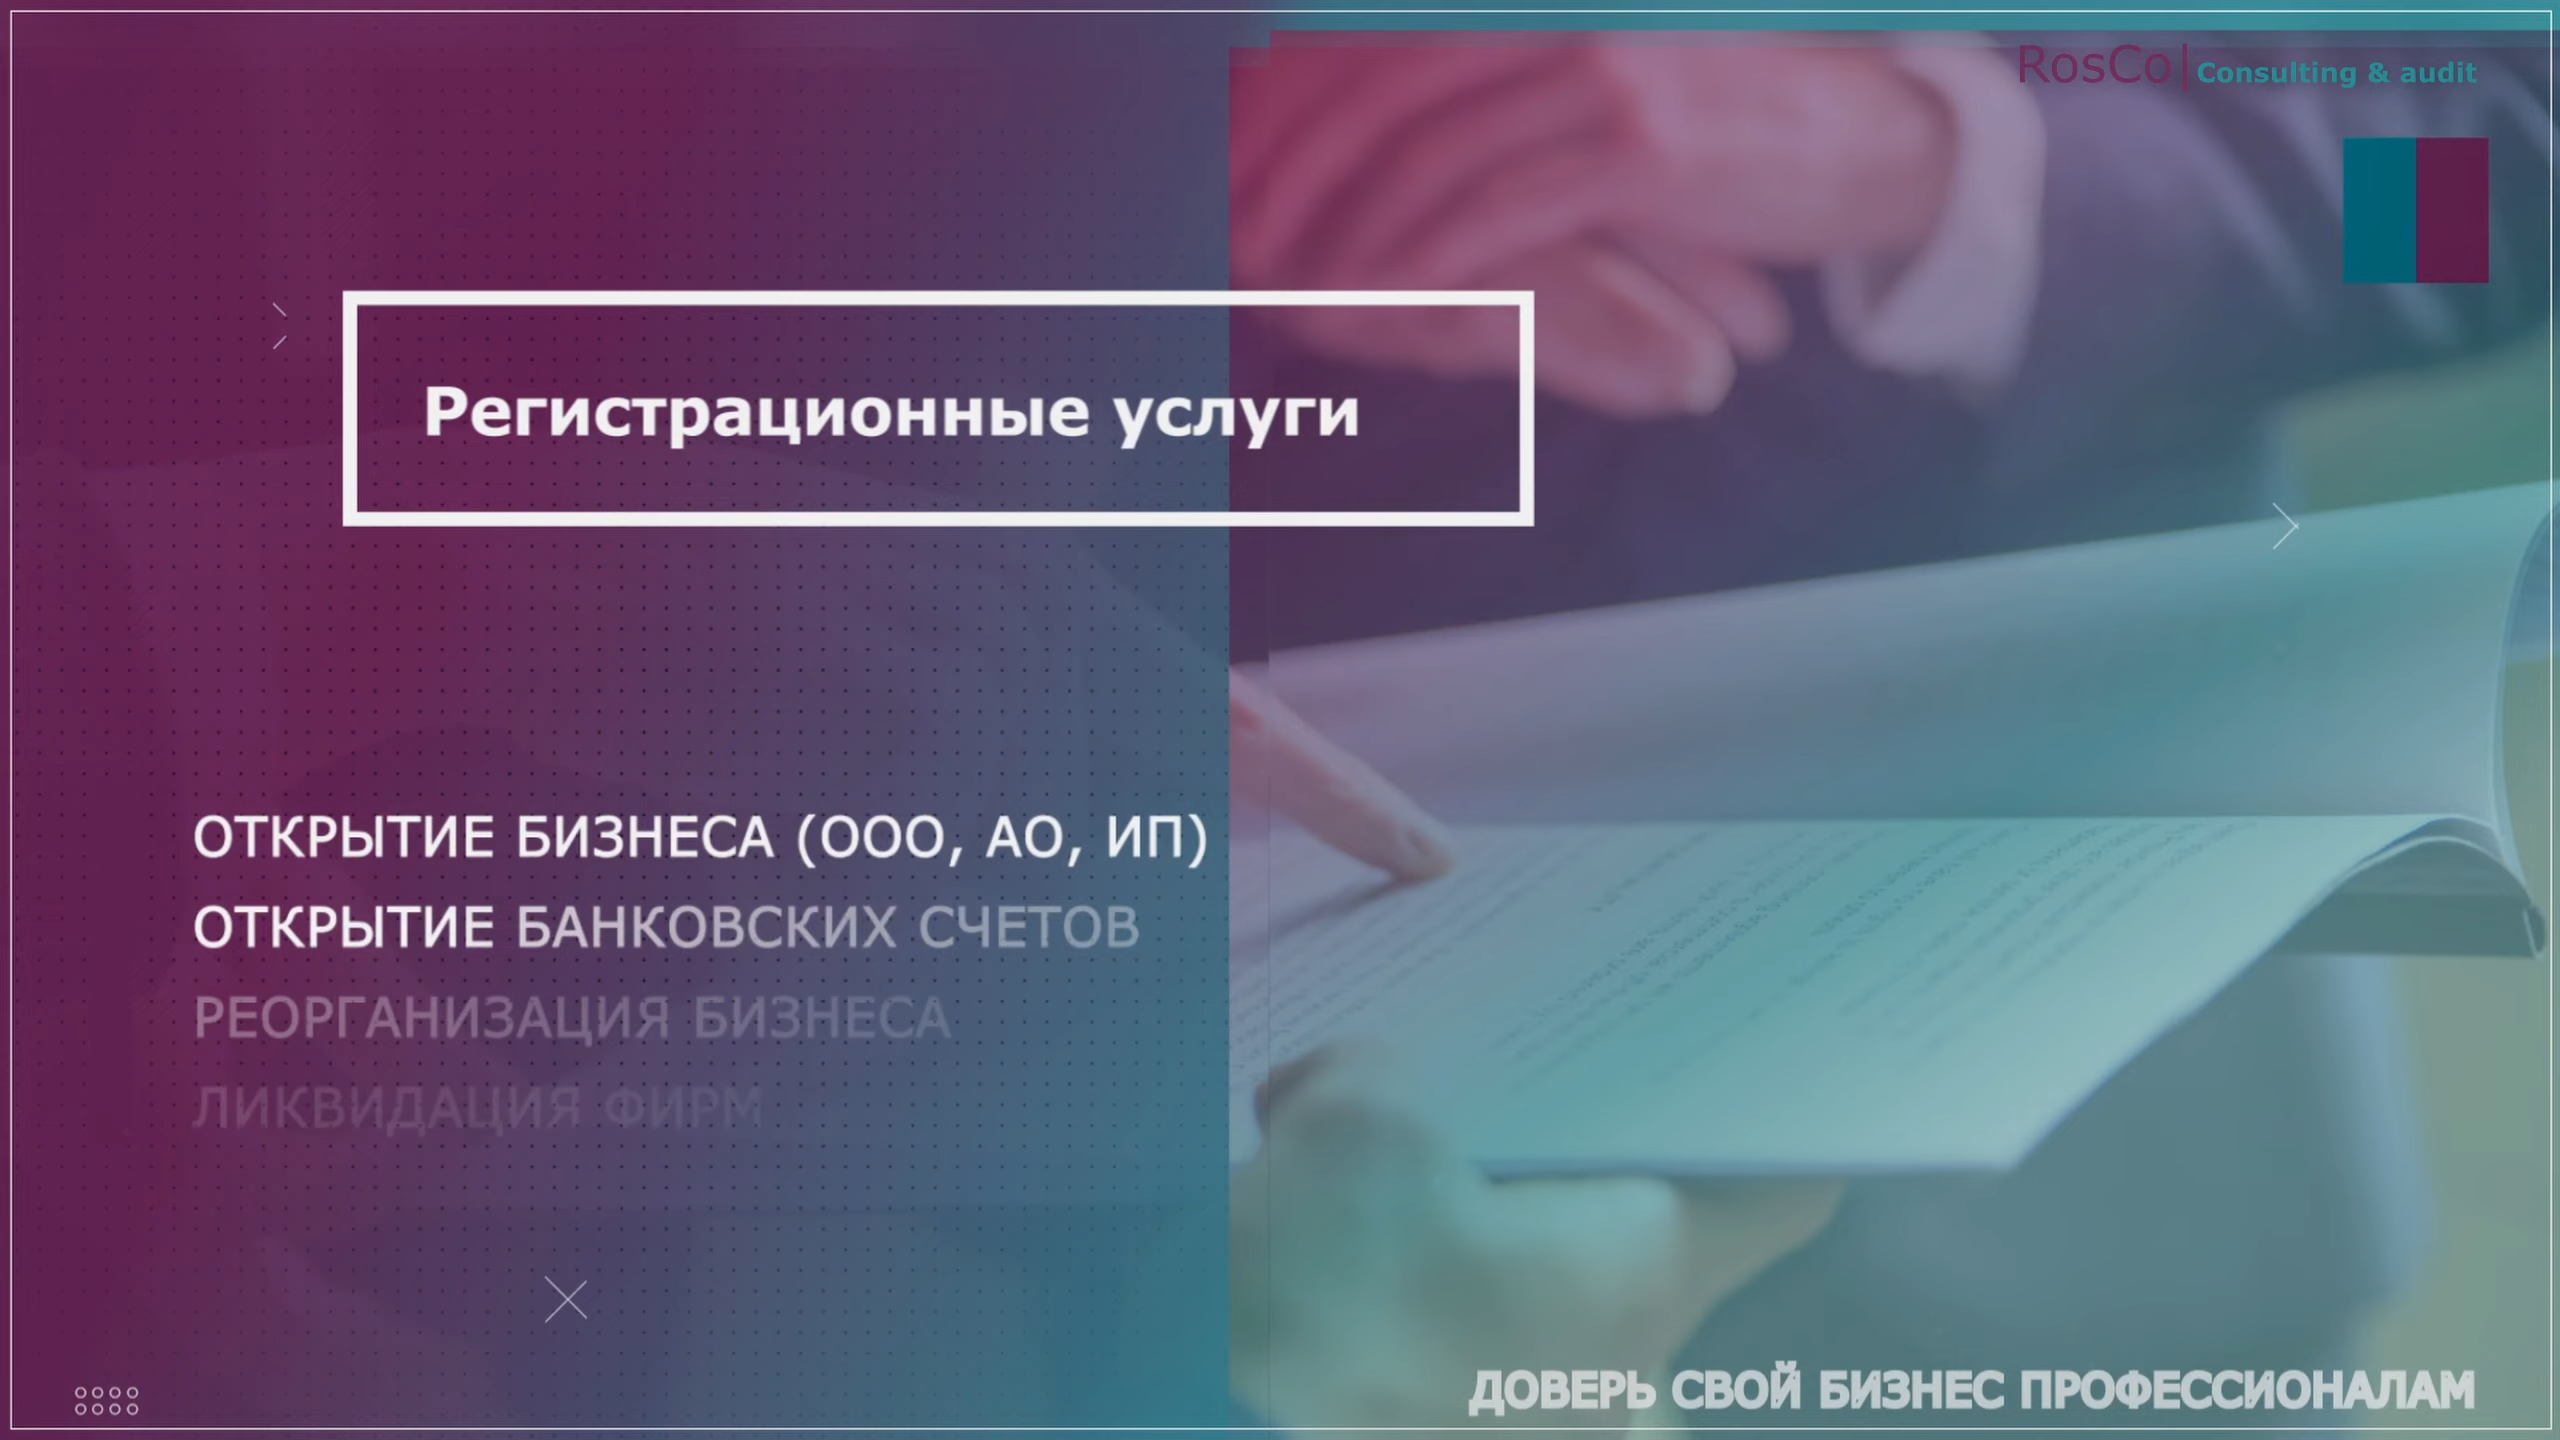 RosCo| Consulting & audit
Регистрационные услуги
ОТКРЫТИЕ БИЗНЕСА (ООО, АО, ИП)
ОТКРЫТИЕ БАНКОВСКИХ СЧЕТОВ
РЕОРГАНИЗАЦИЯ БИЗНЕСА
ЛИКВИДАЦИЯ ФИРМ
ДОВЕРЬ СВОЙ БИЗНЕС ПРОФЕССИОНАЛАМ